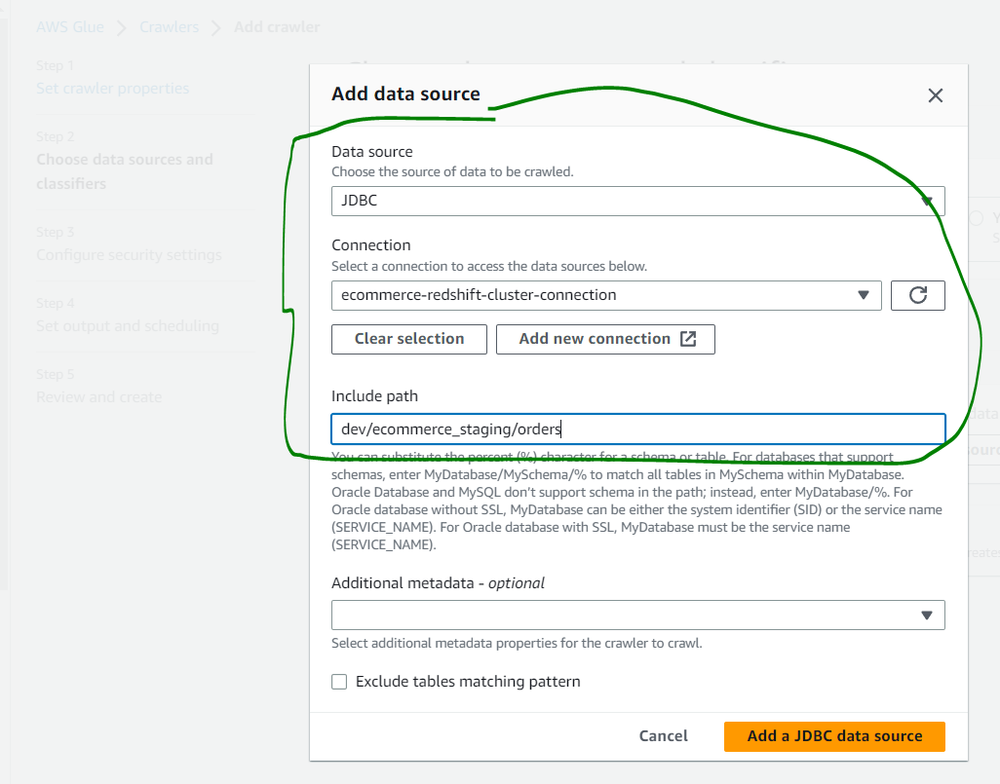 AWS Glue > Crawlers > Add crawler
Step 1
Set crawler properties
Step 2
Choose data sources and
classifiers
Step 3
Configure security settings
Step 4
Set output and scheduling
Step 5
Review and create
Add data source
Data source
Choose the source of data to be crawled.
JDBC
Connection
Select a connection to access the data sources below.
ecommerce-redshift-cluster-connection
Clear selection
Add new connection
Include path
dev/ecommerce_staging/orders
You can substitute the percent (%) character for a schema or table. For databases that support
schemas, enter MyDatabase/MySchema/% to match all tables in MySchema within MyDatabase.
Oracle Database and MySQL don't support schema in the path; instead, enter MyDatabase/%. For
Oracle database without SSL, MyDatabase can be either the system identifier (SID) or the service name
(SERVICE_NAME). For Oracle database with SSL, MyDatabase must be the service name
(SERVICE_NAME).
Additional metadata - optional
Select additional metadata properties for the crawler to crawl.
Exclude tables matching pattern
Cancel
Add a JDBC data source